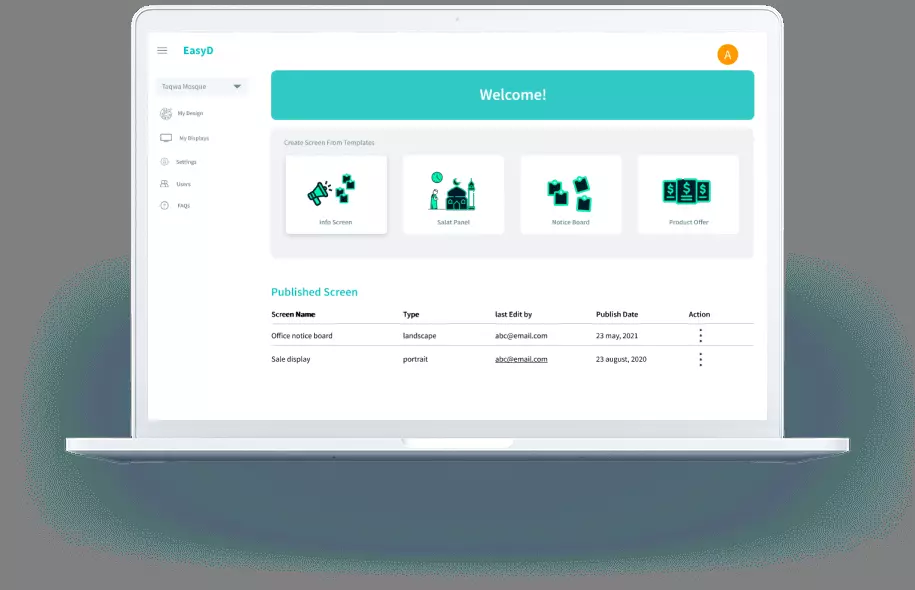 EasyD
A
Taqwa Mosque
My Design
My Displays
Settings
Users
FAQs
Welcome!
Create Screen From Templates
Info Screen
Salat Panel
Notice Board
Product Offer
Published Screen
Screen Name Type last Edit by Publish Date Action
Office notice board landscape abc@email.com 23 may, 2021
Sale display portrait abc@email.com 23 august, 2020